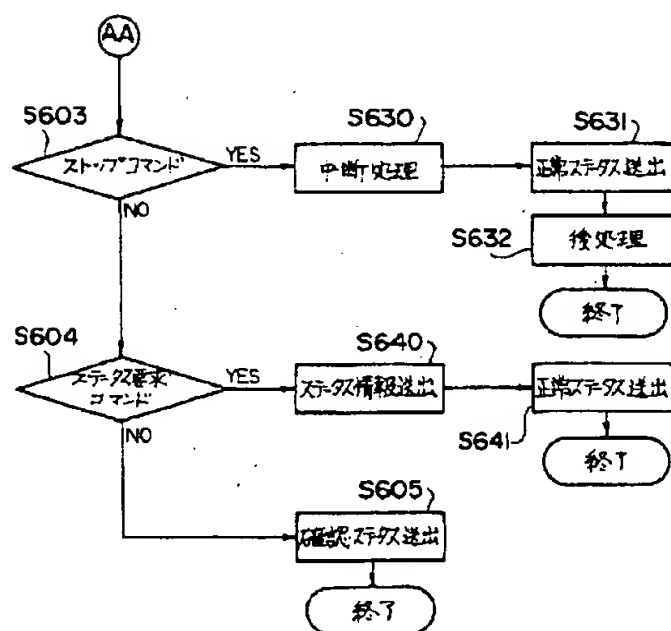 AA
S603
ストップコマンド
YES
NO
S630
中断処理
S631
正常ステータス送出
S632
後処理
終了
S604
ステータス要求
コマンド
YES
NO
S640
ステータス情報送出
正常ステータス送出
S641
終了
S605
確認ステータス送出
終了